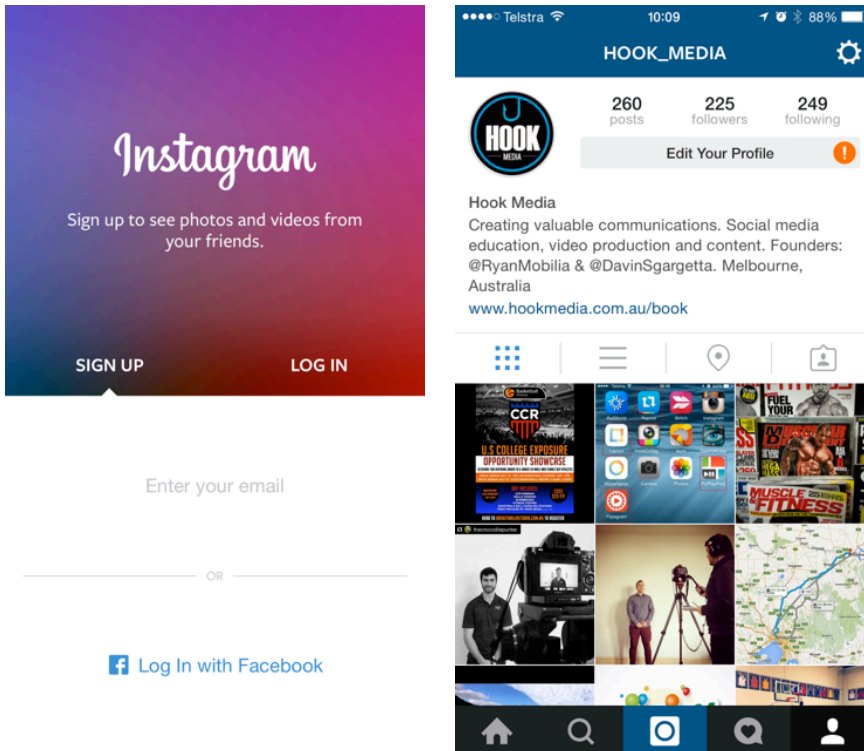 Instagram
Sign up to see photos and videos from
your friends.
SIGN UP
LOG IN
Enter your email
OR
Log In with Facebook
Telstra
10:09
88%
HOOK_MEDIA
HOOK
MEDIA
260
225
249
posts
followers
following
Edit Your Profile
Hook Media
Creating valuable communications. Social media
education, video production and content. Founders:
@RyanMobilia & @DavinSgargetta. Melbourne,
Australia
www.hookmedia.com.au/book
CCR
U.S COLLEGE EXPOSURE
OPPORTUNITY SHOWCASE
FUEL
YOUR
MUSCULAR
MUSCLE
&FITNESS
thecrocodilepunter